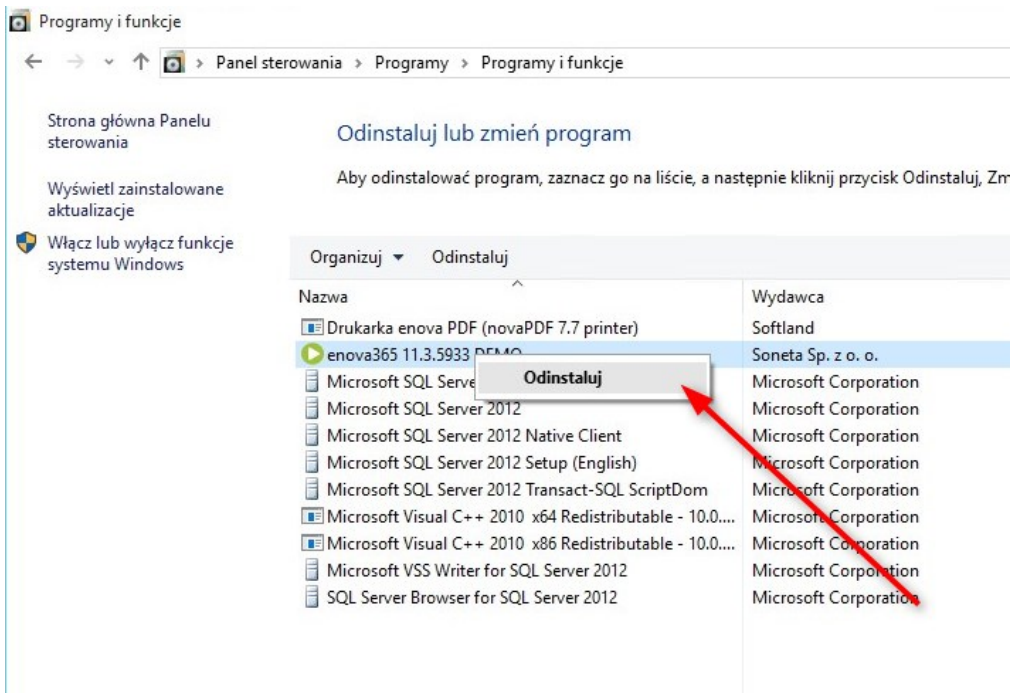 Programy i funkcje
Panel sterowania > Programy > Programy i funkcje
Strona główna Panelu
sterowania
Wyświetl zainstalowane
aktualizacje
Włącz lub wyłącz funkcje
systemu Windows
Odinstaluj lub zmień program
Aby odinstalować program, zaznacz go na liście, a następnie kliknij przycisk Odinstaluj, Zm
Organizuj Odinstaluj
Nazwa Wydawca
Drukarka enova PDF (novaPDF 7.7 printer) Softland
enova365 11.3.5933 DEMO Soneta Sp. z o. o.
Odinstaluj
Microsoft SQL Serve Microsoft Corporation
Microsoft SQL Server 2012 Microsoft Corporation
Microsoft SQL Server 2012 Native Client Microsoft Corporation
Microsoft SQL Server 2012 Setup (English) Microsoft Corporation
Microsoft SQL Server 2012 Transact-SQL ScriptDom Microsoft Corporation
Microsoft Visual C++ 2010 x64 Redistributable - 10.0.... Microsoft Corporation
Microsoft Visual C++ 2010 x86 Redistributable - 10.0.... Microsoft Corporation
Microsoft VSS Writer for SQL Server 2012 Microsoft Corporation
SQL Server Browser for SQL Server 2012 Microsoft Corporation